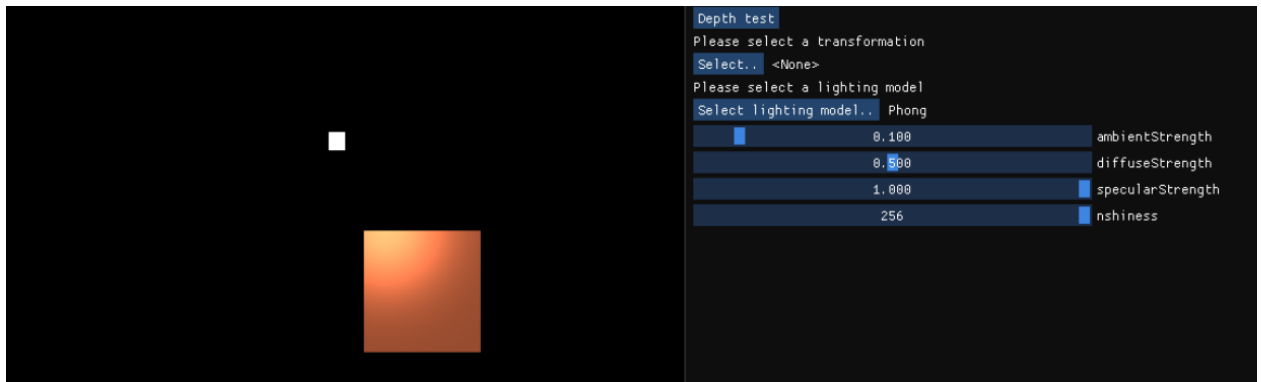 Depth test
Please select a transformation
Select.. <None>
Please select a lighting model
Select lighting model.. Phong
0.100 ambientStrength
0.500 diffuseStrength
1.000 specularStrength
256 nshiness